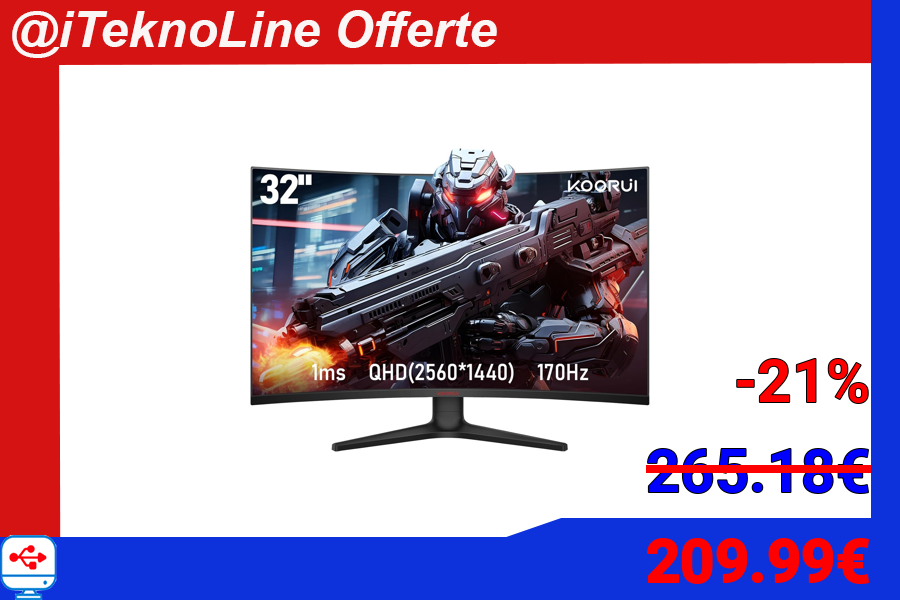 @iTeknoLine Offerte
32"
KOORUI
1ms QHD(2560*1440) 170Hz
-21%
265.18€
209.99€